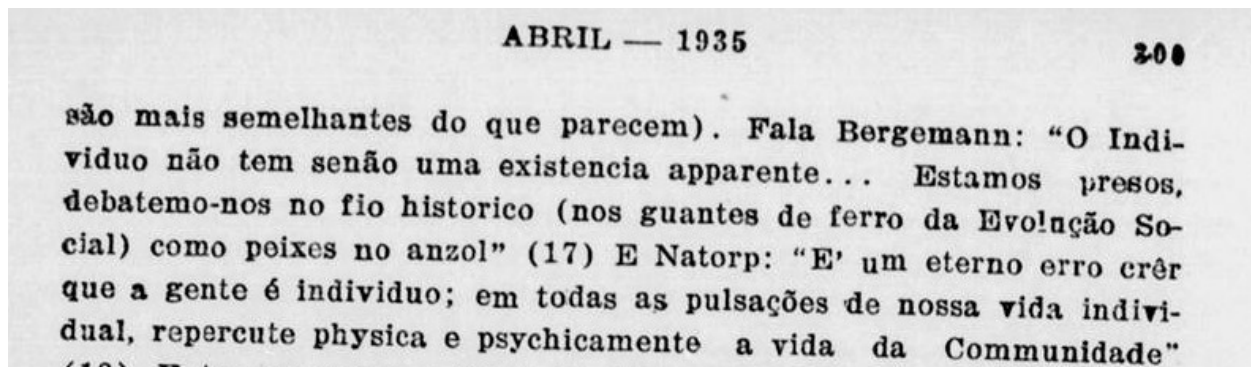 ABRIL — 1935
são mais semelhantes do que parecem). Fala Bergemann: “O Indi-
viduo não tem senão uma existencia apparente... Estamos presos,
debatemo-nos no fio historico (nos guantes de ferro da Evolução So-
cial) como peixes no anzol” (17) E Natorp: “E’ um eterno erro crêr
que a gente é individuo; em todas as pulsações de nossa vida indivi-
dual, repercute physica e psychicamente a vida da Communidade”